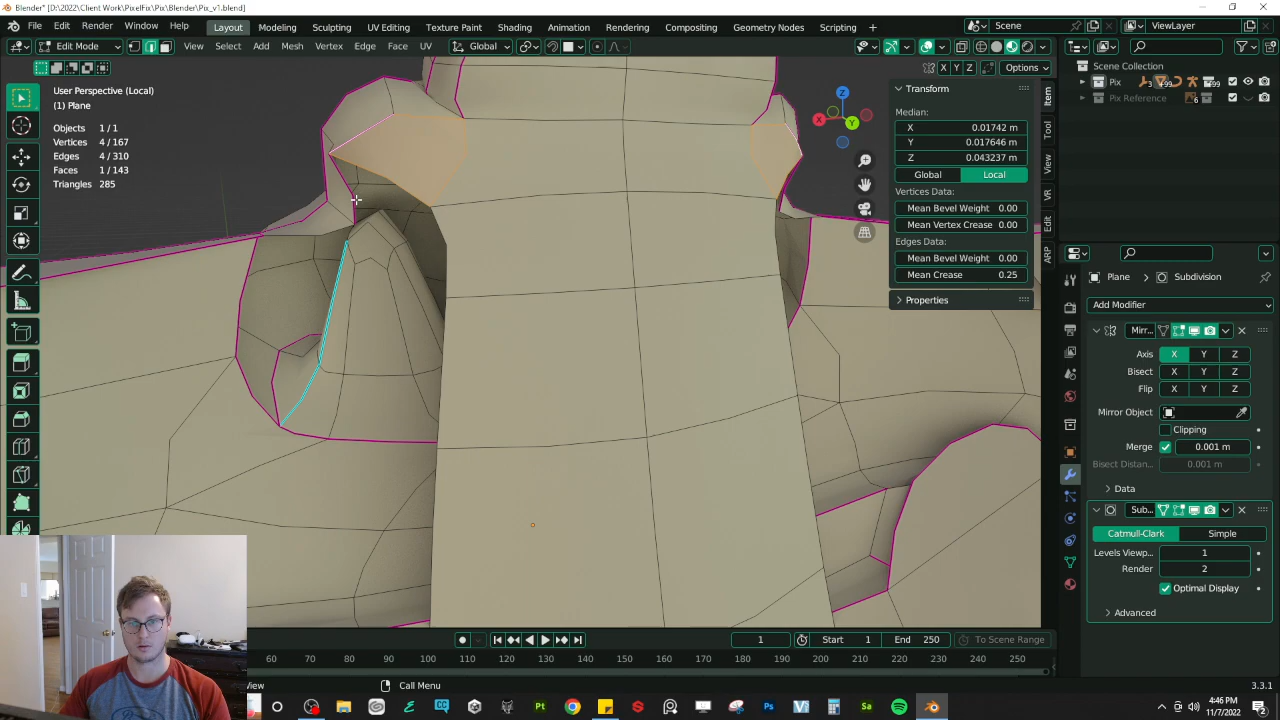 Blender* [D:\2022\Client Work\PixelFix\Pix\Blender\Pix_v1.blend]
File Edit Render Window Help Layout Modeling Sculpting UV Editing Texture Paint Shading Animation Rendering Compositing Geometry Nodes Scripting Scene ViewLayer
Edit Mode View Select Add Mesh Vertex Edge Face UV Global
X Y Z Options
User Perspective (Local)
(1) Plane
Objects 1 / 1
Vertices 4 / 167
Edges 4 / 310
Faces 1 / 143
Triangles 285
Z
X
Y
Transform
Median:
X 0.01742 m
Y 0.017646 m
Z 0.043237 m
Global Local
Vertices Data:
Mean Bevel Weight 0.00
Mean Vertex Crease 0.00
Edges Data:
Mean Bevel Weight 0.00
Mean Crease 0.25
Properties
Item
Tool
View
VR
Edit
ARP
Scene Collection
Pix
Pix Reference
Plane Subdivision
Add Modifier
Mirr...
Axis X Y Z
Bisect X Y Z
Flip X Y Z
Mirror Object
Clipping
Merge 0.001 m
Bisect Distan... 0.001 m
Data
Sub...
Catmull-Clark Simple
Levels Viewp... 1
Render 2
Optimal Display
Advanced
1 Start 1 End 250 To Scene Range
60 70 80 90 100 110 120 130 140 150 160 170 180 190 200 210 220 230 240 250
View Call Menu 3.3.1
4:46 PM
11/7/2022